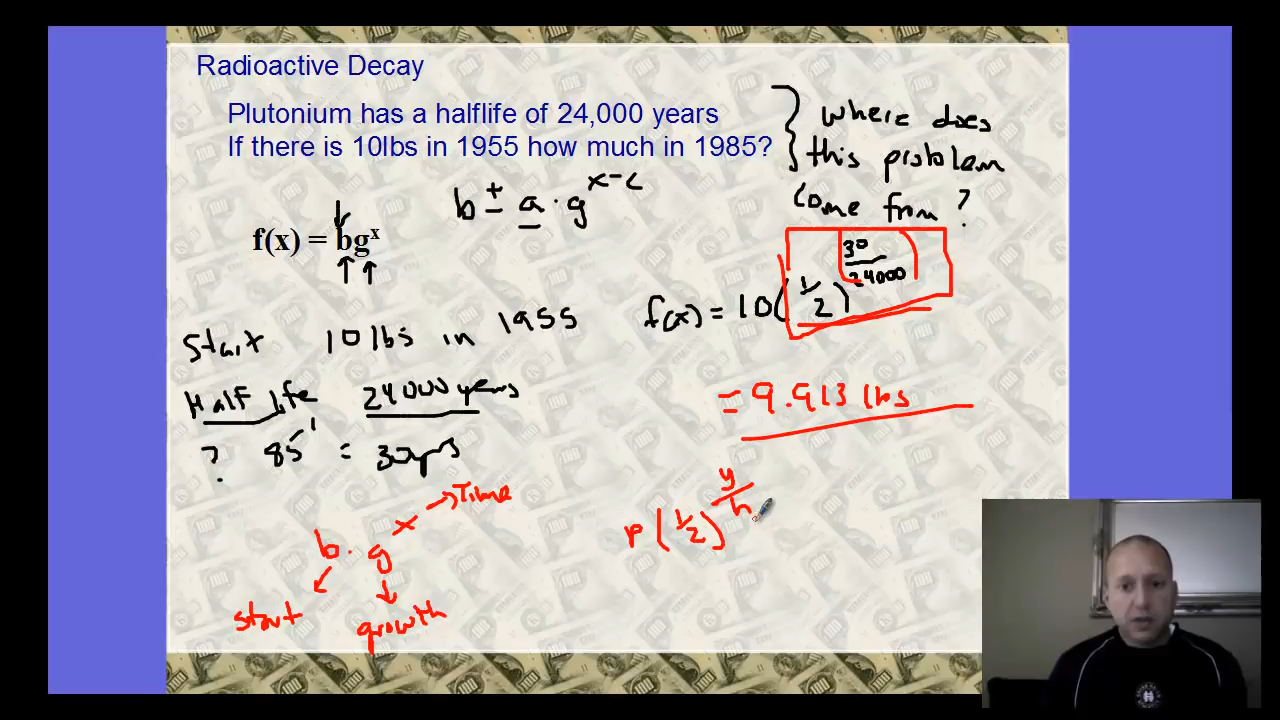 Radioactive Decay
Plutonium has a halflife of 24,000 years
If there is 10lbs in 1955 how much in 1985?
where does
this problem
come from?
b ± a · g^x-c
f(x) = bg^x
f(x) = 10(1/2)^30/24000
Start 10 lbs in 1955
Half life 24000 years
? 85' = 30yrs
= 9.913 lbs
b · g^x → Time
start
growth
P(1/2)^y/h